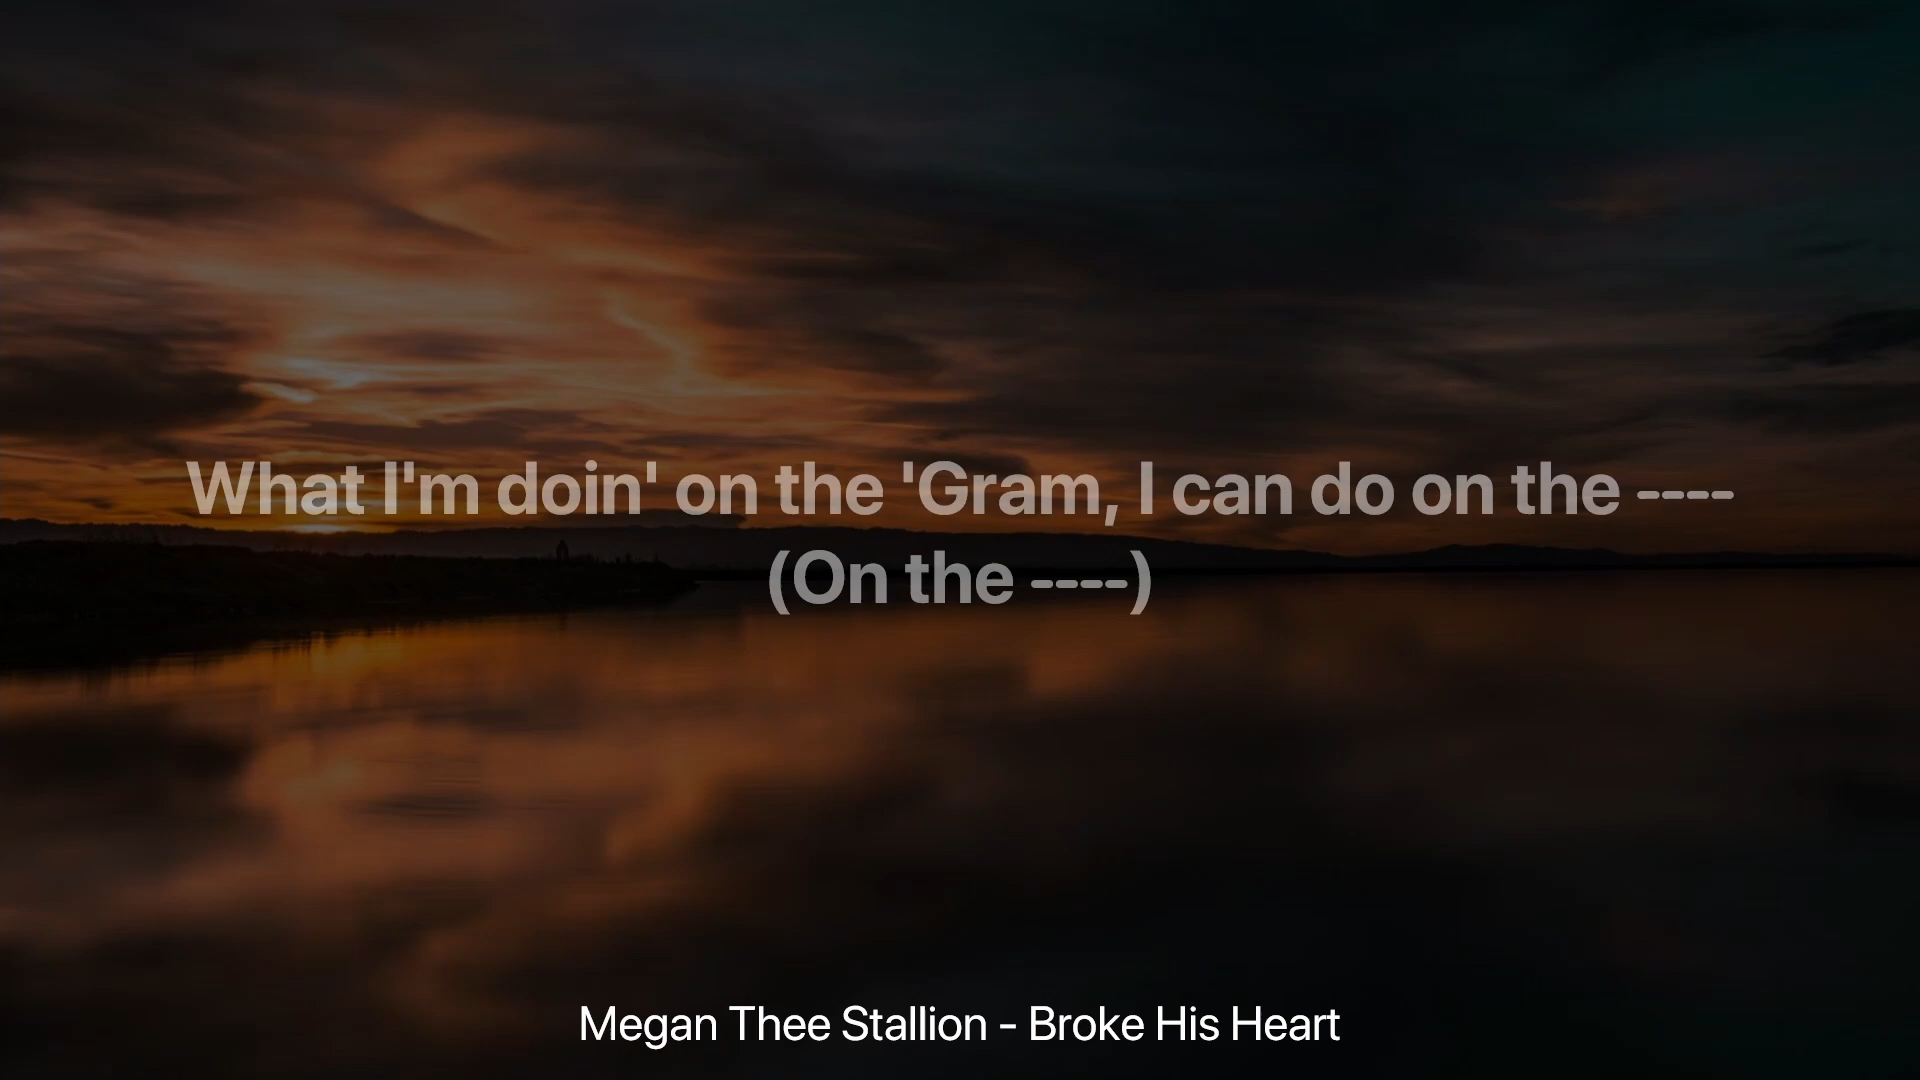 What I'm doin' on the 'Gram, I can do on the ----
(On the ----)
Megan Thee Stallion - Broke His Heart